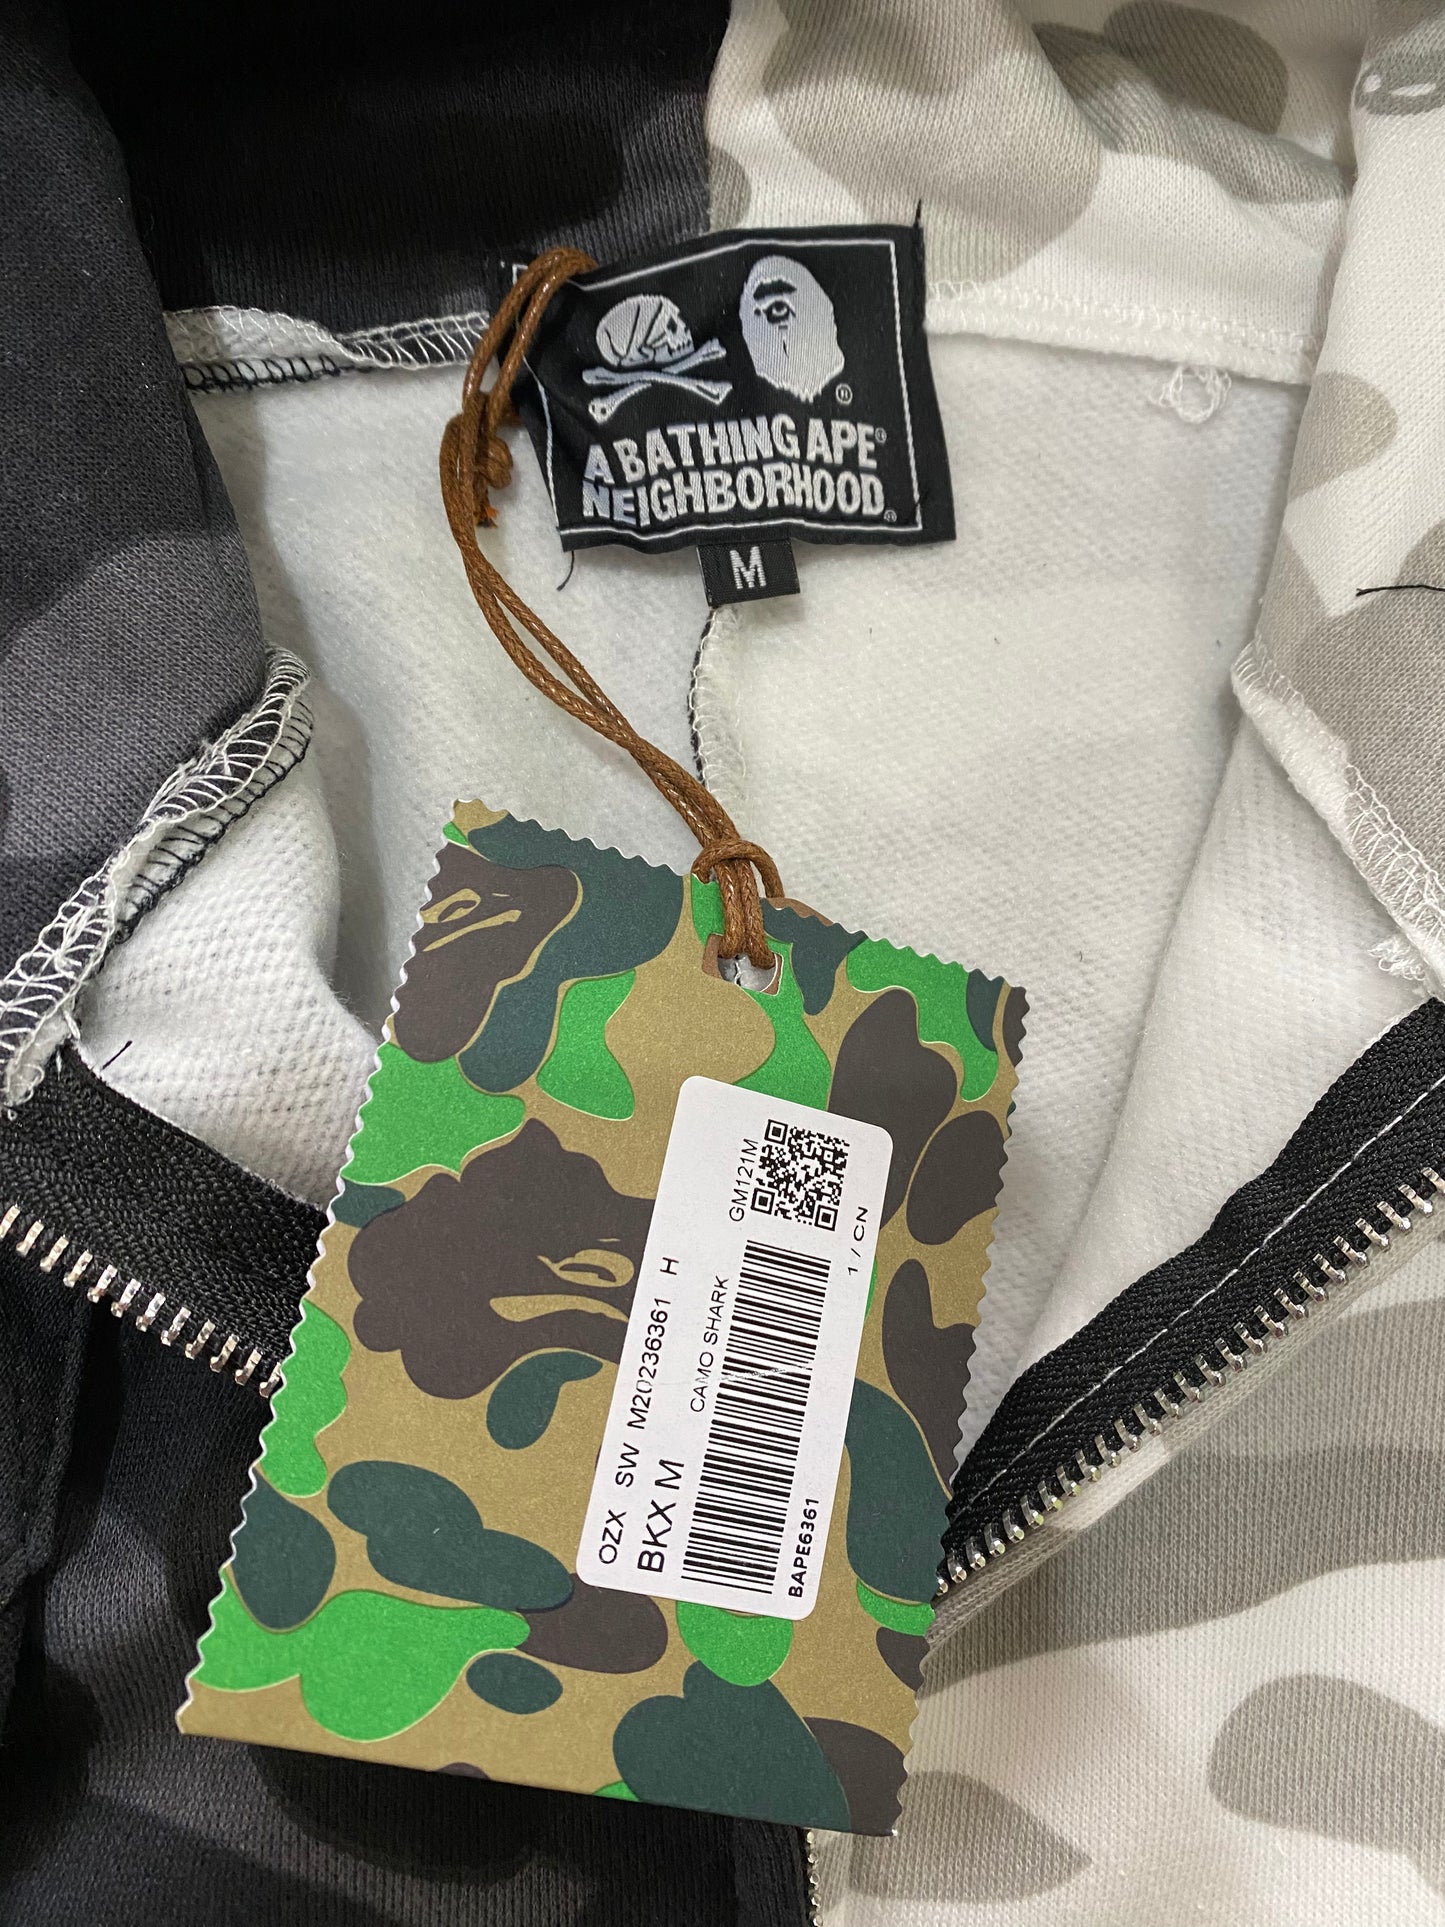 A BATHING APE®
NEIGHBORHOOD®
M
OZX SW M20236361 H
BKX M
CAMO SHARK
GM121M
1 / CN
BAPE6361